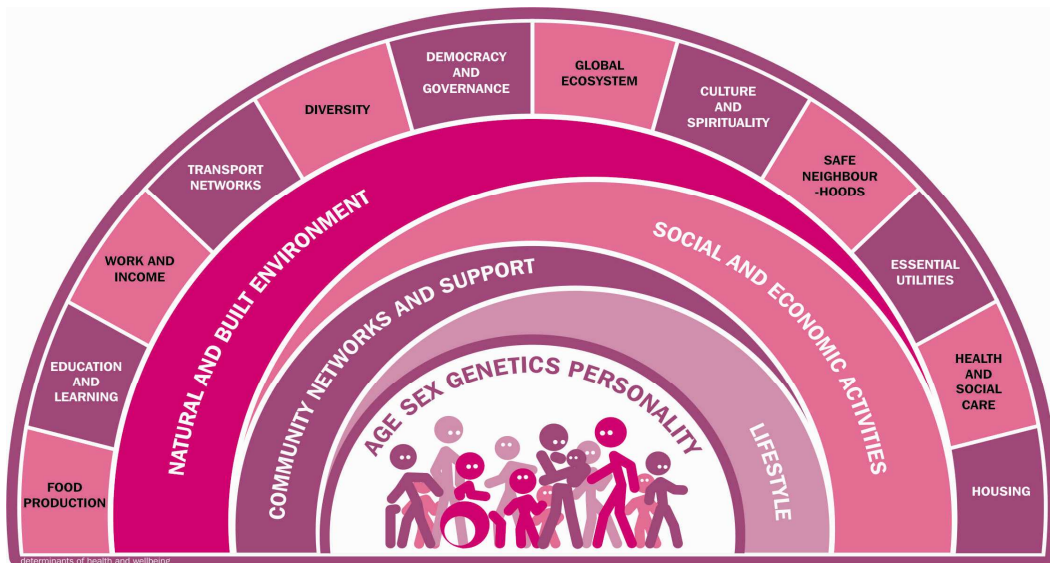 FOOD
PRODUCTION
EDUCATION
AND
LEARNING
WORK AND
INCOME
TRANSPORT
NETWORKS
DIVERSITY
DEMOCRACY
AND
GOVERNANCE
GLOBAL
ECOSYSTEM
CULTURE
AND
SPIRITUALITY
SAFE
NEIGHBOUR
-HOODS
ESSENTIAL
UTILITIES
HEALTH
AND
SOCIAL
CARE
HOUSING
NATURAL AND BUILT ENVIRONMENT
SOCIAL AND ECONOMIC ACTIVITIES
COMMUNITY NETWORKS AND SUPPORT
LIFESTYLE
AGE SEX GENETICS PERSONALITY
determinants of health and wellbeing